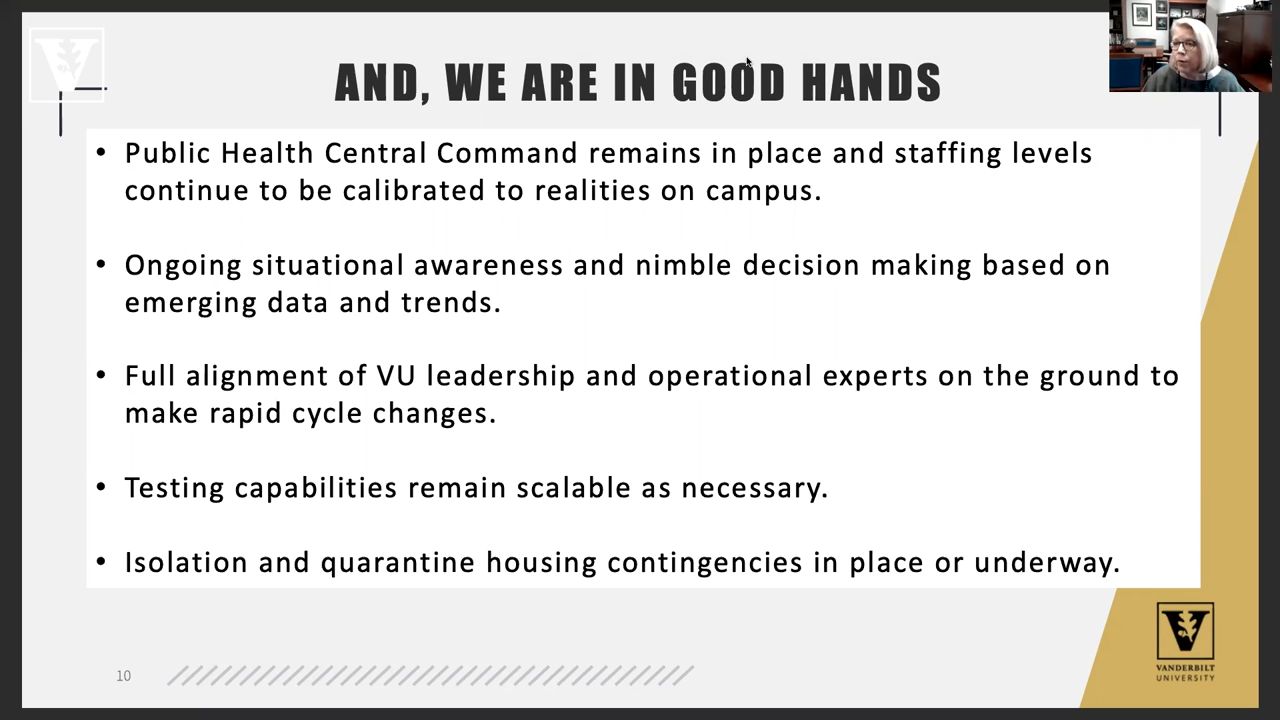 AND, WE ARE IN GOOD HANDS
• Public Health Central Command remains in place and staffing levels
continue to be calibrated to realities on campus.
• Ongoing situational awareness and nimble decision making based on
emerging data and trends.
• Full alignment of VU leadership and operational experts on the ground to
make rapid cycle changes.
• Testing capabilities remain scalable as necessary.
• Isolation and quarantine housing contingencies in place or underway.
10
V
VANDERBILT
UNIVERSITY
V